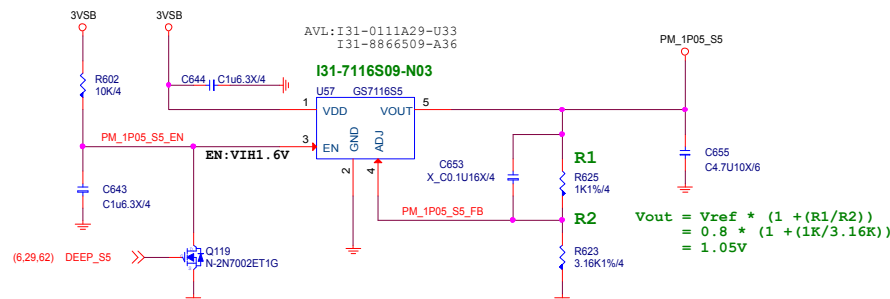 3VSB
3VSB
AVL:I31-0111A29-U33
I31-8866509-A36
PM_1P05_S5
R602
10K/4
C644
C1u6.3X/4
I31-7116S09-N03
U57
GS7116S5
1
VDD
VOUT
5
PM_1P05_S5_EN
3
EN
GND
ADJ
EN:VIH1.6V
2
4
C653
X_C0.1U16X/4
R1
R625
1K1%/4
C655
C4.7U10X/6
C643
C1u6.3X/4
PM_1P05_S5_FB
R2
R623
3.16K1%/4
Vout = Vref * (1 +(R1/R2))
= 0.8 * (1 +(1K/3.16K))
= 1.05V
(6,29,62)
DEEP_S5
Q119
N-2N7002ET1G